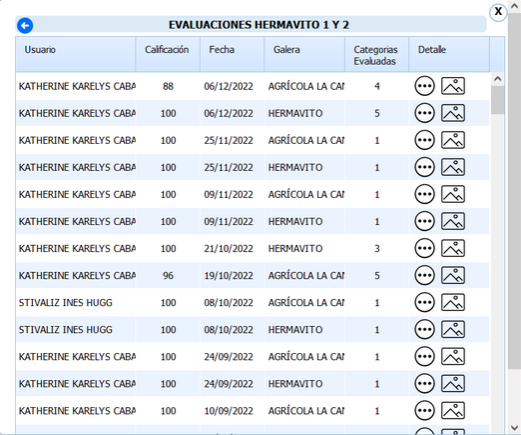 X
EVALUACIONES HERMAVITO 1 Y 2
Usuario Calificación Fecha Galera Categorias Evaluadas Detalle
KATHERINE KARELYS CABA 88 06/12/2022 AGRÍCOLA LA CAN 4
KATHERINE KARELYS CABA 100 06/12/2022 HERMAVITO 5
KATHERINE KARELYS CABA 100 25/11/2022 AGRÍCOLA LA CAN 1
KATHERINE KARELYS CABA 100 25/11/2022 HERMAVITO 1
KATHERINE KARELYS CABA 100 09/11/2022 AGRÍCOLA LA CAN 1
KATHERINE KARELYS CABA 100 09/11/2022 HERMAVITO 1
KATHERINE KARELYS CABA 100 21/10/2022 HERMAVITO 3
KATHERINE KARELYS CABA 96 19/10/2022 AGRÍCOLA LA CAN 5
STIVALIZ INES HUGG 100 08/10/2022 AGRÍCOLA LA CAN 1
STIVALIZ INES HUGG 100 08/10/2022 HERMAVITO 1
KATHERINE KARELYS CABA 100 24/09/2022 AGRÍCOLA LA CAN 1
KATHERINE KARELYS CABA 100 24/09/2022 HERMAVITO 1
KATHERINE KARELYS CABA 100 10/09/2022 AGRÍCOLA LA CAN 1